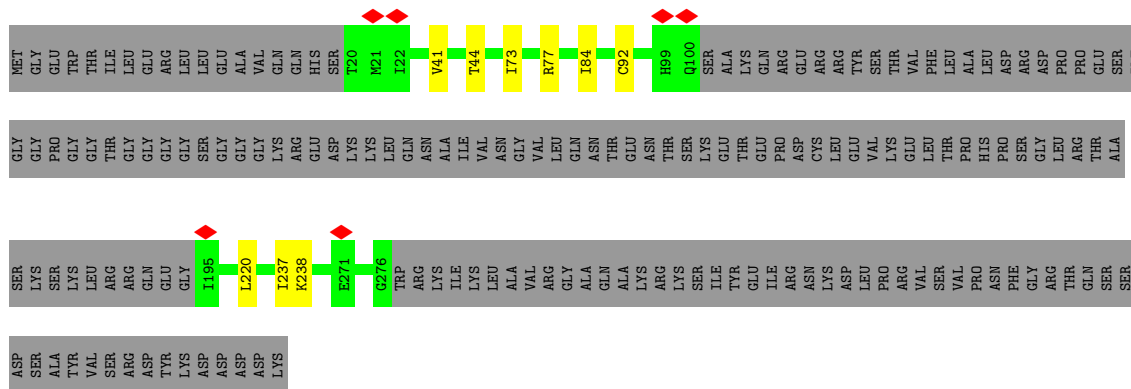 MET GLY GLU TRP THR ILE LEU GLU ARG LEU LEU GLU ALA VAL GLN GLN HIS SER T20 M21 I22 V41 T44 I73 R77 I84 C92 H99 Q100 SER ALA LYS GLN ARG GLU ARG ARG TYR SER THR VAL PHE LEU ALA LEU ASP ARG ASP PRO PRO GLU SER
GLY GLY PRO GLY GLY THR GLY GLY GLY GLY SER GLY GLY GLY LYS ARG GLU ASP LYS LYS LEU GLN ASN ALA ILE VAL ASN GLY VAL LEU GLN ASN THR GLU ASN THR SER LYS GLU THR GLU PRO ASP CYS LEU GLU VAL LYS GLU LEU THR PRO HIS PRO SER GLY LEU ARG THR ALA
SER LYS SER LYS LEU ARG ARG GLN GLU GLY I195 L220 I237 K238 E271 G276 TRP ARG LYS ILE LYS LEU ALA VAL ARG GLY ALA GLN ALA LYS ARG LYS SER ILE TYR GLU ILE ARG ASN LYS ASP LEU PRO ARG VAL SER VAL PRO ASN PHE GLY ARG THR GLN SER SER
ASP SER ALA TYR VAL SER ARG ASP TYR LYS ASP ASP ASP ASP LYS